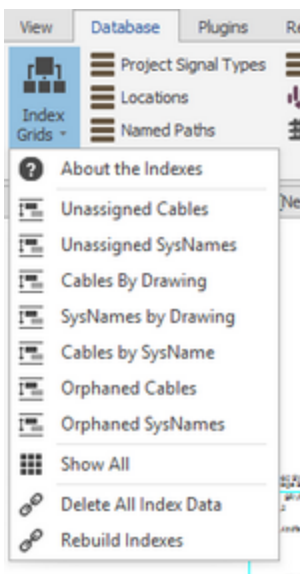 View Database Plugins Re
Project Signal Types
Locations
Index
Grids Named Paths
About the Indexes
Unassigned Cables
Unassigned SysNames
Cables By Drawing
SysNames by Drawing
Cables by SysName
Orphaned Cables
Orphaned SysNames
Show All
Delete All Index Data
Rebuild Indexes